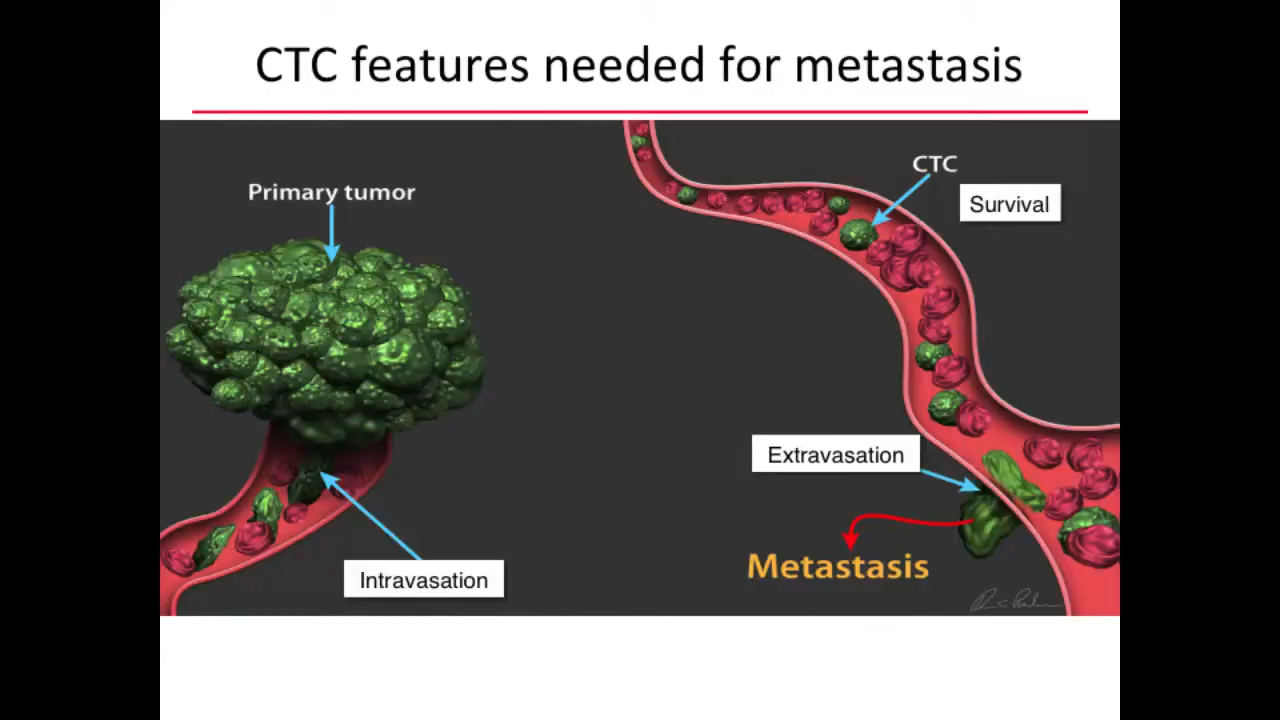 CTC features needed for metastasis
Primary tumor
CTC
Survival
Extravasation
Metastasis
Intravasation